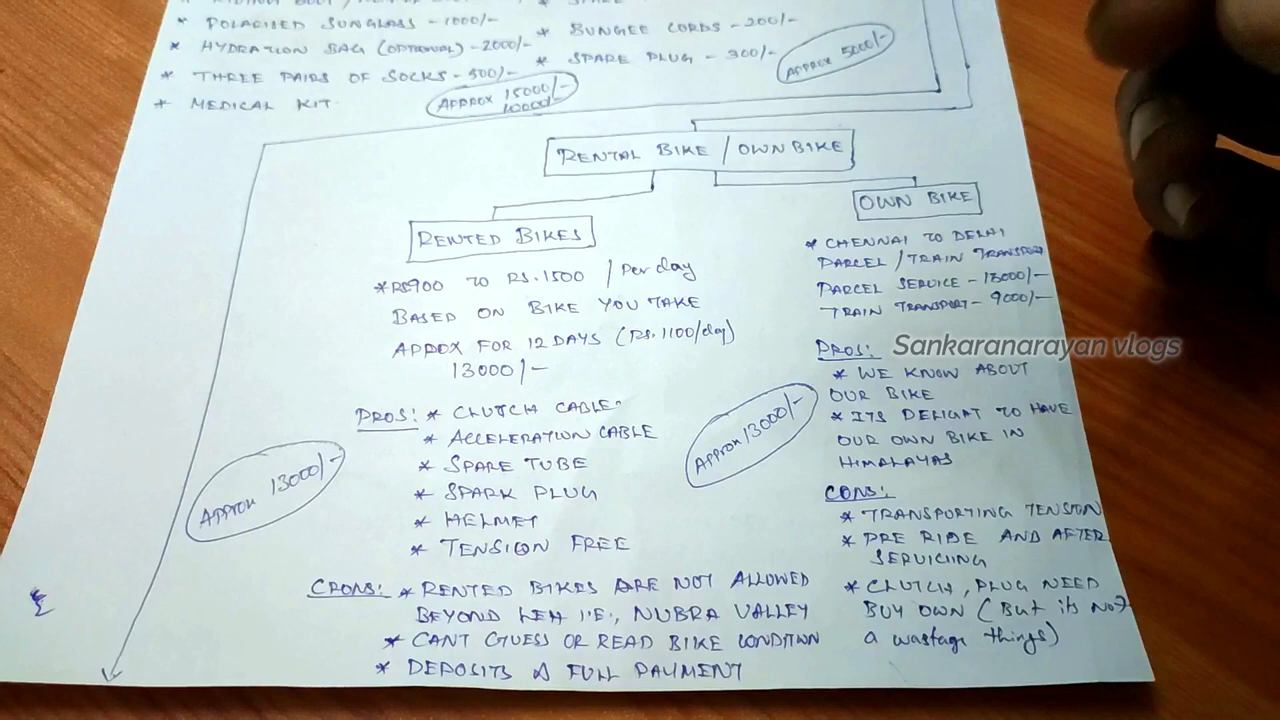 * POLARISED SUNGLASS - 1000/-
* HYDRATION BAG (OPTIONAL) - 2000/-
* THREE PAIRS OF SOCKS - 500/-
* MEDICAL KIT
APPROX 15000/-
10000/-
* SPARE
* BUNGEE CORDS - 200/-
* SPARE PLUG - 300/-
APPROX 5000/-
RENTAL BIKE / OWN BIKE
RENTED BIKES
* RS900 TO RS.1500 / Per day
BASED ON BIKE YOU TAKE
APPROX FOR 12 DAYS (Rs.1100/day)
13000/-
PROS: * CLUTCH CABLE
* ACCELERATION CABLE
* SPARE TUBE
* SPARK PLUG
* HELMET
* TENSION FREE
Approx 13000/-
CRONS: * RENTED BIKES ARE NOT ALLOWED
BEYOND LEH I.E., NUBRA VALLEY
* CANT GUESS OR READ BIKE CONDITION
* DEPOSITS & FULL PAYMENT
OWN BIKE
* CHENNAI TO DELHI
PARCEL / TRAIN TRANSPORT
PARCEL SERVICE - 13000/-
TRAIN TRANSPORT - 9000/-
Sankaranarayan vlogs
PROS:
* WE KNOW ABOUT
OUR BIKE
* ITS DELIGHT TO HAVE
OUR OWN BIKE IN
HIMALAYAS
Approx 13000/-
CONS:
* TRANSPORTING TENSION
* PRE RIDE AND AFTER
SERVICING
* CLUTCH, PLUG NEED
BUY OWN (But its not
a wastage things)